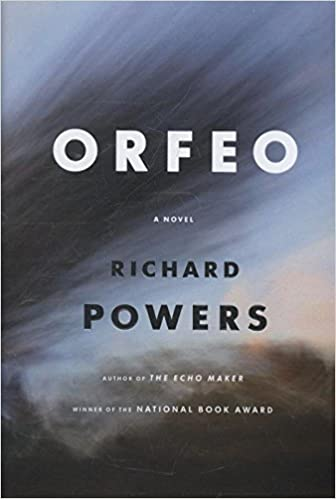 ORFEO
A NOVEL
RICHARD
POWERS
AUTHOR OF THE ECHO MAKER
WINNER OF THE NATIONAL BOOK AWARD